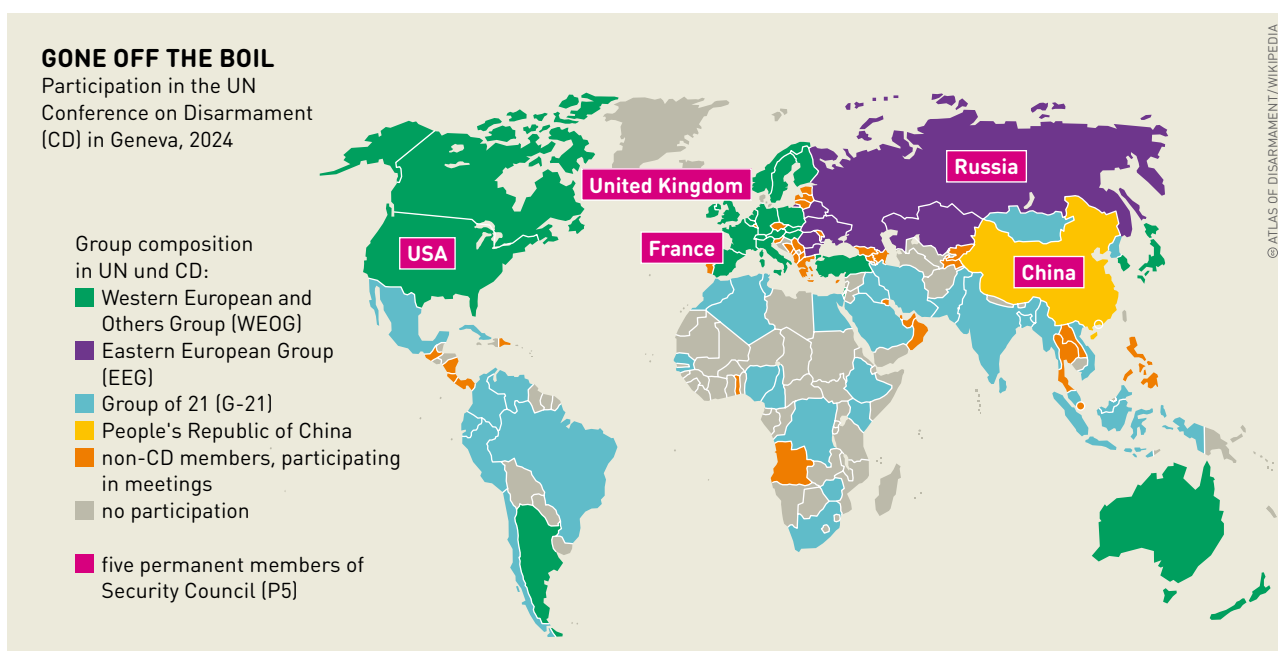 GONE OFF THE BOIL
Participation in the UN
Conference on Disarmament
(CD) in Geneva, 2024
Group composition
in UN und CD:
Western European and
Others Group (WEOG)
Eastern European Group
(EEG)
Group of 21 (G-21)
People's Republic of China
non-CD members, participating
in meetings
no participation
five permanent members of
Security Council (P5)
USA
United Kingdom
France
Russia
China
© ATLAS OF DISARMAMENT/WIKIPEDIA